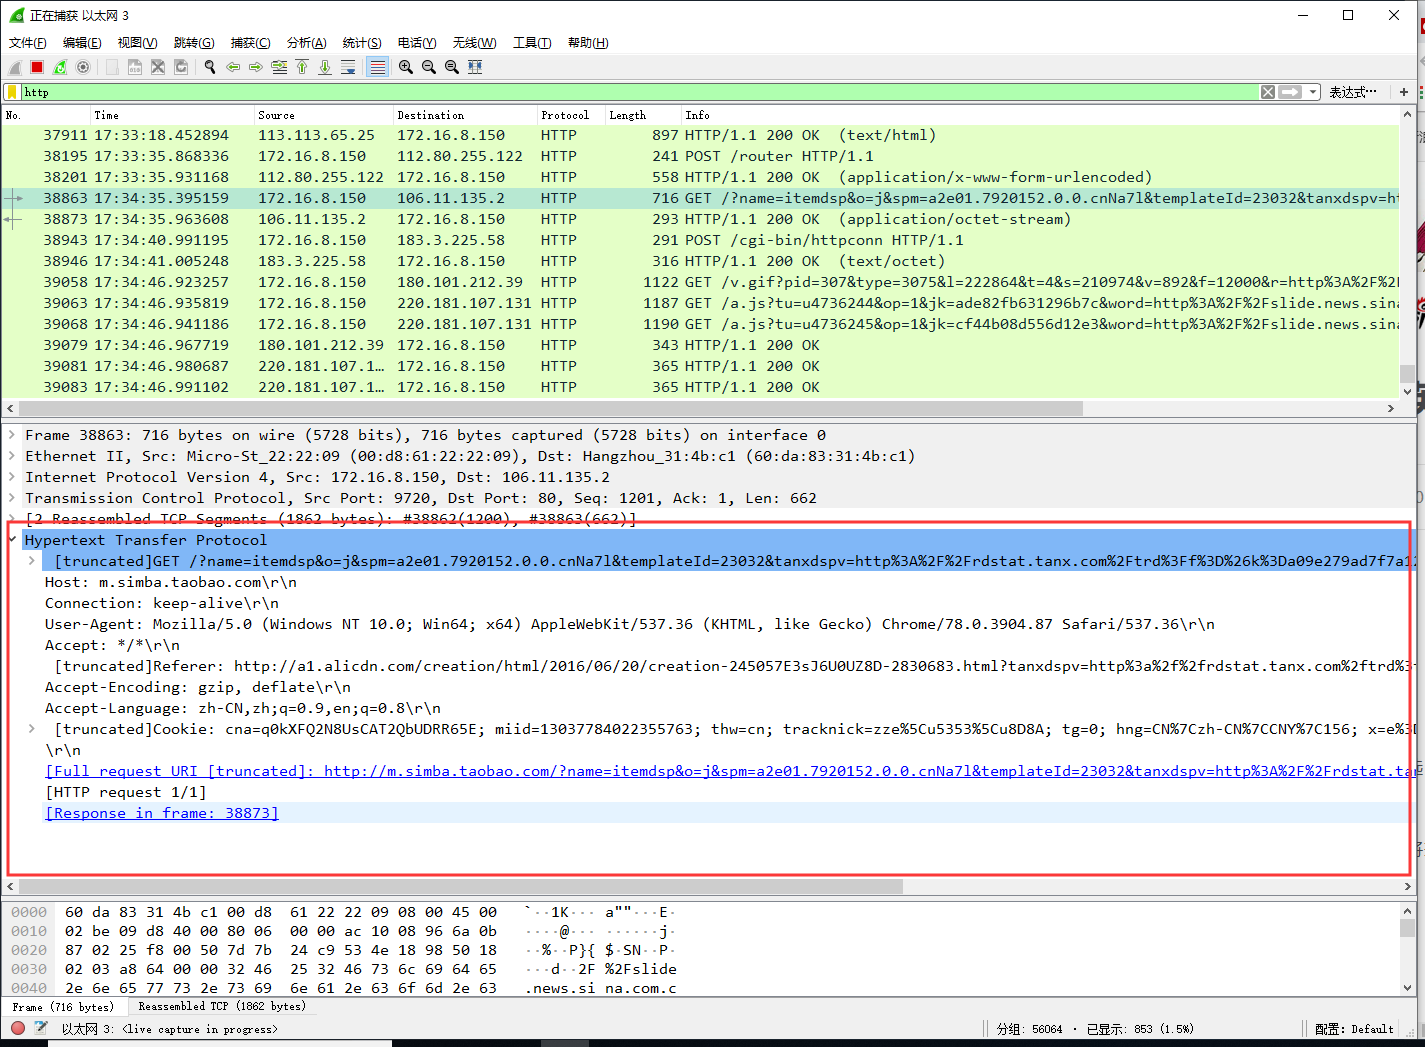 正在捕获 以太网 3
文件(F) 编辑(E) 视图(V) 跳转(G) 捕获(C) 分析(A) 统计(S) 电话(Y) 无线(W) 工具(T) 帮助(H)
http 表达式… +
No. Time Source Destination Protocol Length Info
37911 17:33:18.452894 113.113.65.25 172.16.8.150 HTTP 897 HTTP/1.1 200 OK (text/html)
38195 17:33:35.868336 172.16.8.150 112.80.255.122 HTTP 241 POST /router HTTP/1.1
38201 17:33:35.931168 112.80.255.122 172.16.8.150 HTTP 558 HTTP/1.1 200 OK (application/x-www-form-urlencoded)
38863 17:34:35.395159 172.16.8.150 106.11.135.2 HTTP 716 GET /?name=itemdsp&o=j&spm=a2e01.7920152.0.0.cnNa7l&templateId=23032&tanxdspv=ht
38873 17:34:35.963608 106.11.135.2 172.16.8.150 HTTP 293 HTTP/1.1 200 OK (application/octet-stream)
38943 17:34:40.991195 172.16.8.150 183.3.225.58 HTTP 291 POST /cgi-bin/httpconn HTTP/1.1
38946 17:34:41.005248 183.3.225.58 172.16.8.150 HTTP 316 HTTP/1.1 200 OK (text/octet)
39058 17:34:46.923257 172.16.8.150 180.101.212.39 HTTP 1122 GET /v.gif?pid=307&type=3075&l=222864&t=4&s=210974&v=892&f=12000&r=http%3A%2F%2F
39063 17:34:46.935819 172.16.8.150 220.181.107.131 HTTP 1187 GET /a.js?tu=u4736244&op=1&jk=ade82fb631296b7c&word=http%3A%2F%2Fslide.news.sina
39068 17:34:46.941186 172.16.8.150 220.181.107.131 HTTP 1190 GET /a.js?tu=u4736245&op=1&jk=cf44b08d556d12e3&word=http%3A%2F%2Fslide.news.sina
39079 17:34:46.967719 180.101.212.39 172.16.8.150 HTTP 343 HTTP/1.1 200 OK
39081 17:34:46.980687 220.181.107.1… 172.16.8.150 HTTP 365 HTTP/1.1 200 OK
39083 17:34:46.991102 220.181.107.1… 172.16.8.150 HTTP 365 HTTP/1.1 200 OK
Frame 38863: 716 bytes on wire (5728 bits), 716 bytes captured (5728 bits) on interface 0
Ethernet II, Src: Micro-St_22:22:09 (00:d8:61:22:22:09), Dst: Hangzhou_31:4b:c1 (60:da:83:31:4b:c1)
Internet Protocol Version 4, Src: 172.16.8.150, Dst: 106.11.135.2
Transmission Control Protocol, Src Port: 9720, Dst Port: 80, Seq: 1201, Ack: 1, Len: 662
[2 Reassembled TCP Segments (1862 bytes): #38862(1200), #38863(662)]
Hypertext Transfer Protocol
[truncated]GET /?name=itemdsp&o=j&spm=a2e01.7920152.0.0.cnNa7l&templateId=23032&tanxdspv=http%3A%2F%2Frdstat.tanx.com%2Ftrd%3Ff%3D%26k%3Da09e279ad7f7a12
Host: m.simba.taobao.com\r\n
Connection: keep-alive\r\n
User-Agent: Mozilla/5.0 (Windows NT 10.0; Win64; x64) AppleWebKit/537.36 (KHTML, like Gecko) Chrome/78.0.3904.87 Safari/537.36\r\n
Accept: */*\r\n
[truncated]Referer: http://a1.alicdn.com/creation/html/2016/06/20/creation-245057E3sJ6U0UZ8D-2830683.html?tanxdspv=http%3a%2f%2frdstat.tanx.com%2ftrd%3f
Accept-Encoding: gzip, deflate\r\n
Accept-Language: zh-CN,zh;q=0.9,en;q=0.8\r\n
[truncated]Cookie: cna=q0kXFQ2N8UsCAT2QbUDRR65E; miid=13037784022355763; thw=cn; tracknick=zze%5Cu5353%5Cu8D8A; tg=0; hng=CN%7Czh-CN%7CCNY%7C156; x=e%3D
\r\n
[Full request URI [truncated]: http://m.simba.taobao.com/?name=itemdsp&o=j&spm=a2e01.7920152.0.0.cnNa7l&templateId=23032&tanxdspv=http%3A%2F%2Frdstat.tan
[HTTP request 1/1]
[Response in frame: 38873]
0000 60 da 83 31 4b c1 00 d8 61 22 22 09 08 00 45 00 `··1K··· a""···E·
0010 02 be 09 d8 40 00 80 06 00 00 ac 10 08 96 6a 0b ····@··· ······j·
0020 87 02 25 f8 00 50 7d 7b 24 c9 53 4e 18 98 50 18 ··%··P}{ $·SN··P·
0030 02 03 a8 64 00 00 32 46 25 32 46 73 6c 69 64 65 ···d··2F %2Fslide
0040 2e 6e 65 77 73 2e 73 69 6e 61 2e 63 6f 6d 2e 63 .news.si na.com.c
Frame (716 bytes) Reassembled TCP (1862 bytes)
以太网 3: <live capture in progress> 分组: 56064 · 已显示: 853 (1.5%) 配置: Default